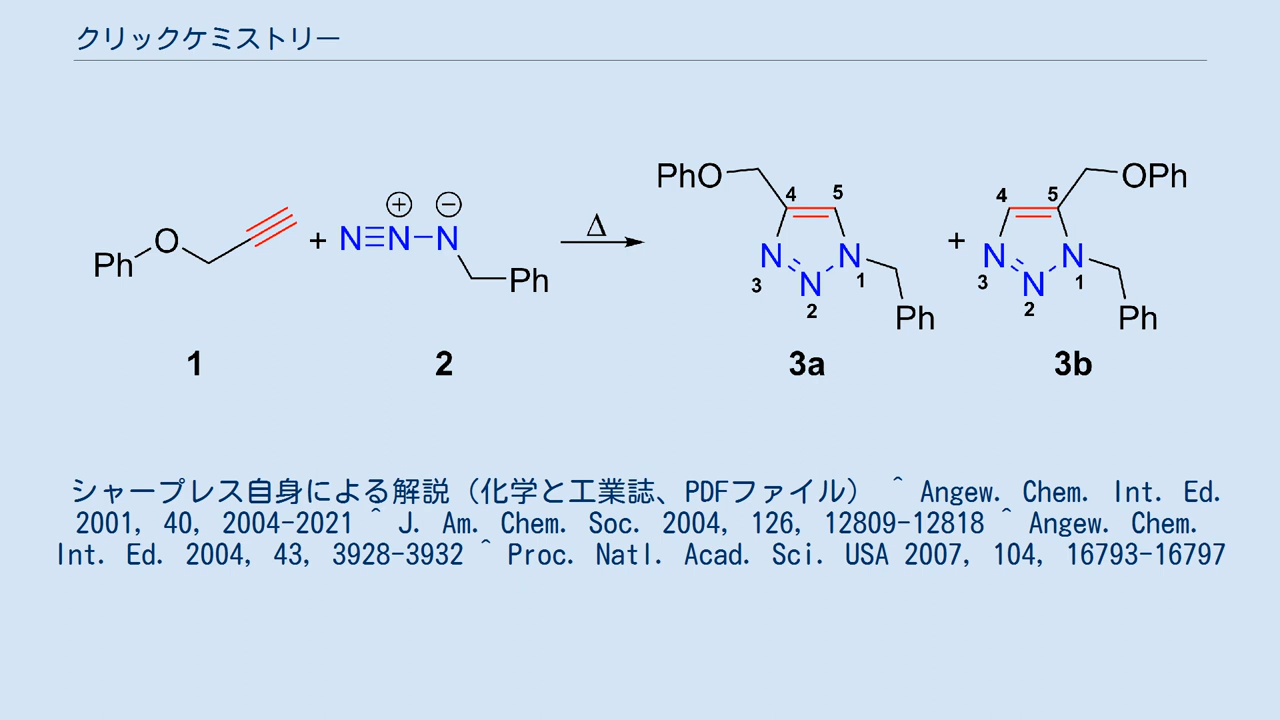 クリックケミストリー
PhO
4
5
PhO
4
5
OPh
O
Ph
+
N≡N–N
+
−
Ph
Δ
N
N
N
3
2
1
Ph
+
N
N
N
3
2
1
Ph
1
2
3a
3b
シャープレス自身による解説（化学と工業誌、PDFファイル） ^ Angew. Chem. Int. Ed.
2001, 40, 2004-2021 ^ J. Am. Chem. Soc. 2004, 126, 12809-12818 ^ Angew. Chem.
Int. Ed. 2004, 43, 3928-3932 ^ Proc. Natl. Acad. Sci. USA 2007, 104, 16793-16797